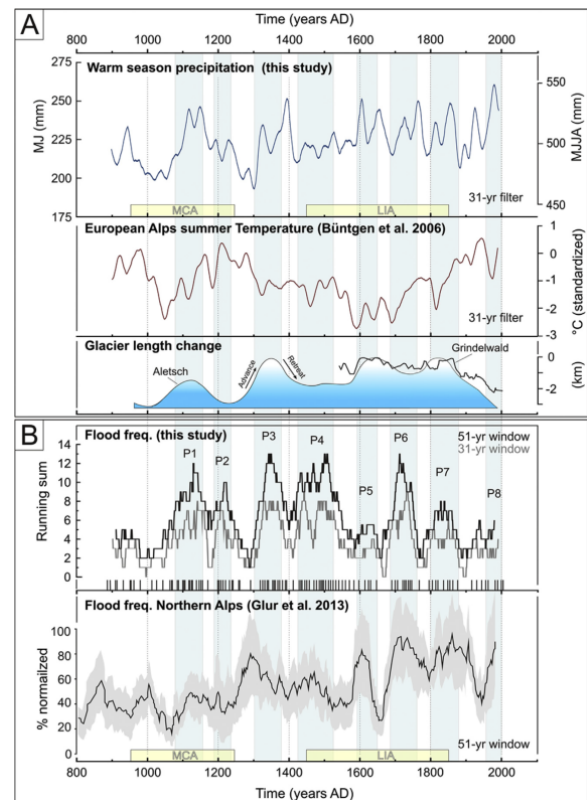 A
Time (years AD)
800 1000 1200 1400 1600 1800 2000
Warm season precipitation (this study)
MJ (mm)
250
225
200
175
MJJA (mm)
550
500
450
31-yr filter
MCA
LIA
European Alps summer Temperature (Büntgen et al. 2006)
°C (standardized)
1
0
-1
-2
-3
31-yr filter
Glacier length change
Aletsch
Advance
Retreat
Grindelwald
(km)
0
-2
B
Flood freq. (this study)
51-yr window
31-yr window
Running sum
14
12
10
8
6
4
2
0
P1
P2
P3
P4
P5
P6
P7
P8
Flood freq. Northern Alps (Glur et al. 2013)
% normailzed
100
80
60
40
20
0
51-yr window
MCA
LIA
800 1000 1200 1400 1600 1800 2000
Time (years AD)